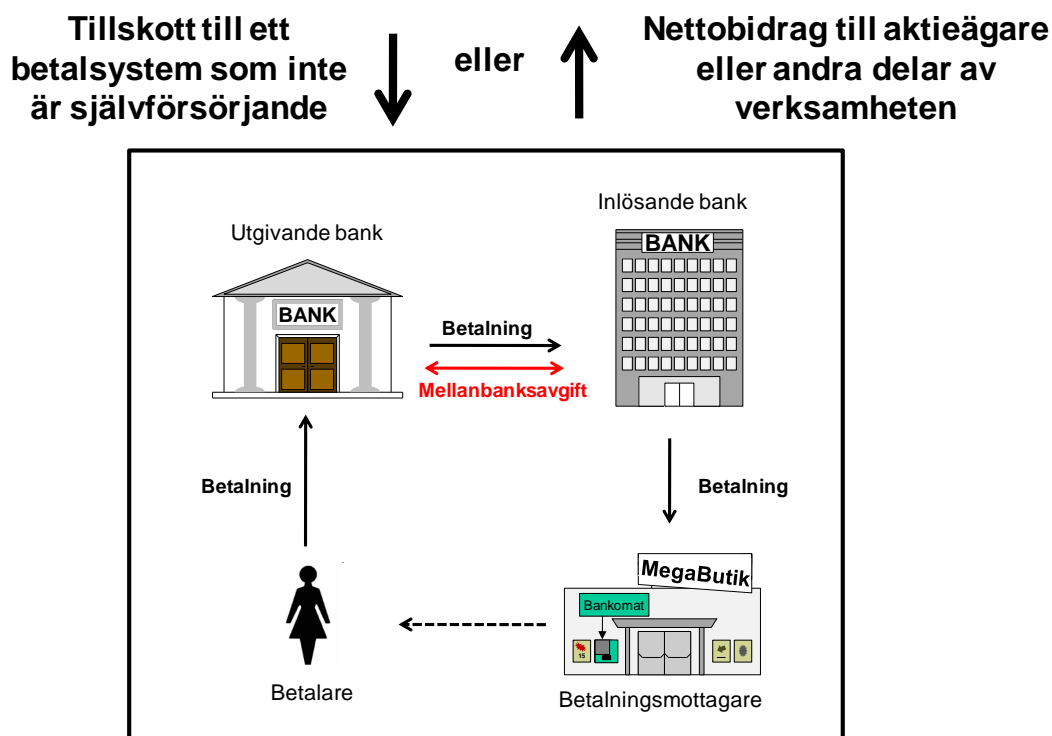 Tillskott till ett
betalsystem som inte
är självförsörjande
eller
Nettobidrag till aktieägare
eller andra delar av
verksamheten
Utgivande bank
Inlösande bank
BANK
BANK
Betalning
Mellanbanksavgift
Betalning
Betalning
MegaButik
Bankomat
15
Betalare
Betalningsmottagare